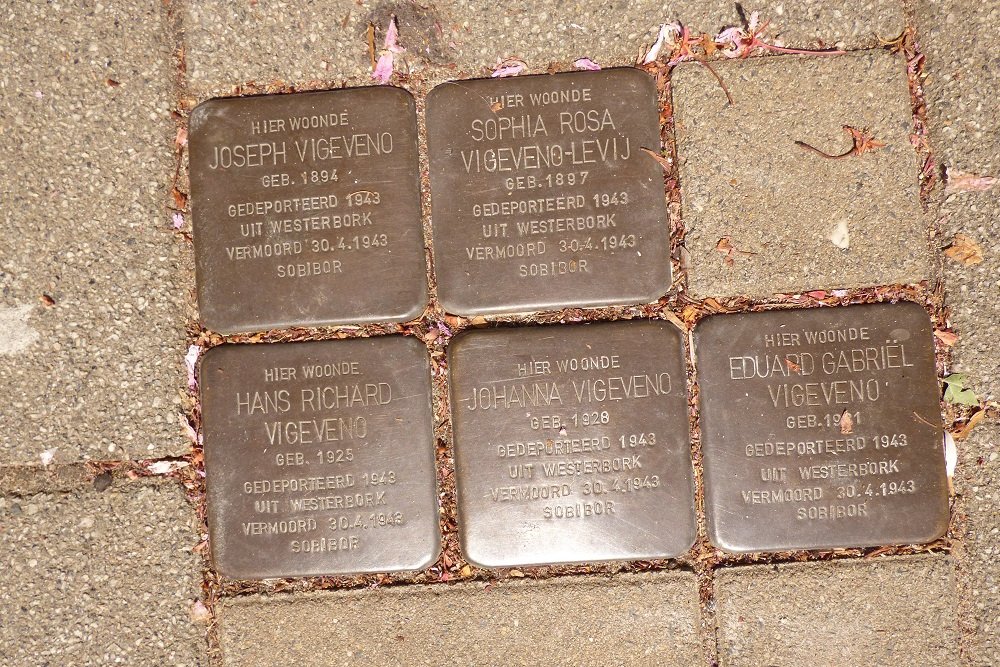 HIER WOONDE
JOSEPH VIGEVENO
GEB. 1894
GEDEPORTEERD 1943
UIT WESTERBORK
VERMOORD 30.4.1943
SOBIBOR
HIER WOONDE
SOPHIA ROSA
VIGEVENO-LEVIJ
GEB. 1897
GEDEPORTEERD 1943
UIT WESTERBORK
VERMOORD 30.4.1943
SOBIBOR
HIER WOONDE
HANS RICHARD
VIGEVENO
GEB. 1925
GEDEPORTEERD 1943
UIT WESTERBORK
VERMOORD 30.4.1943
SOBIBOR
HIER WOONDE
JOHANNA VIGEVENO
GEB. 1928
GEDEPORTEERD 1943
UIT WESTERBORK
VERMOORD 30.4.1943
SOBIBOR
HIER WOONDE
EDUARD GABRIËL
VIGEVENO
GEB.
GEDEPORTEERD 1943
UIT WESTERBORK
VERMOORD 30.4.1943
SOBIBOR